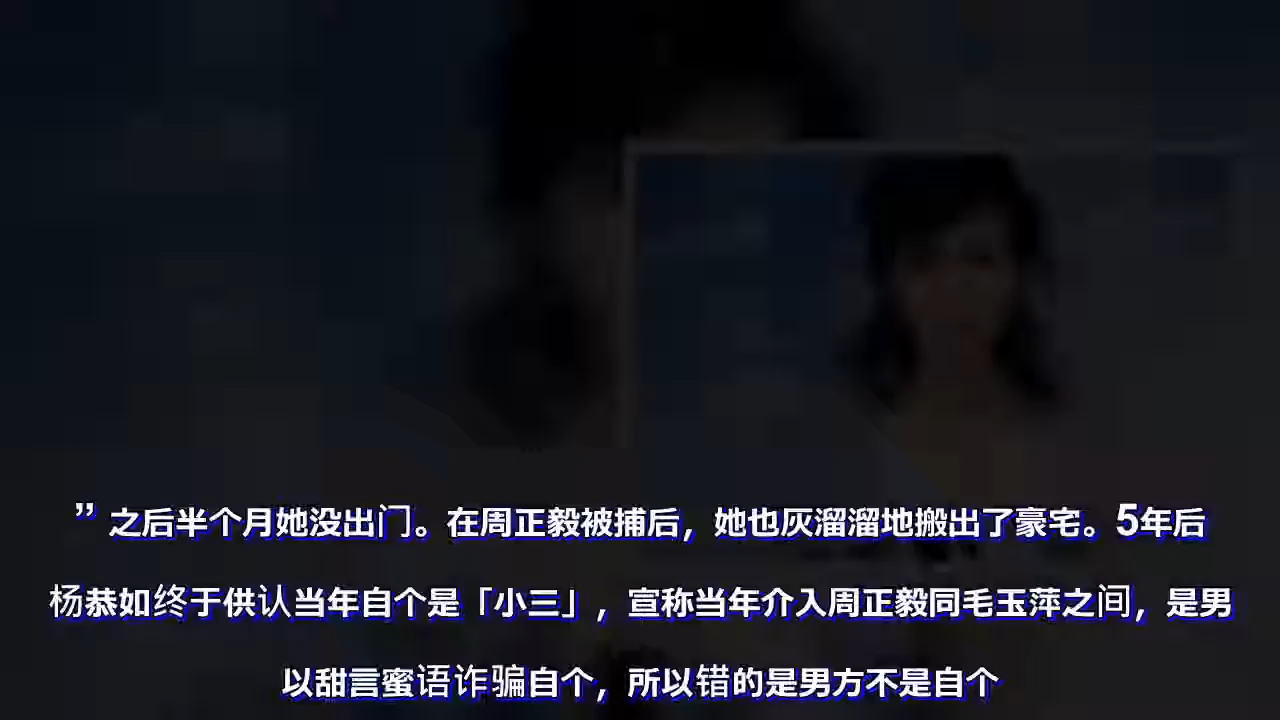 ”之后半个月她没出门。在周正毅被捕后，她也灰溜溜地搬出了豪宅。5年后
杨恭如终于供认当年自个是「小三」，宣称当年介入周正毅同毛玉萍之间，是男
以甜言蜜语诈骗自个，所以错的是男方不是自个